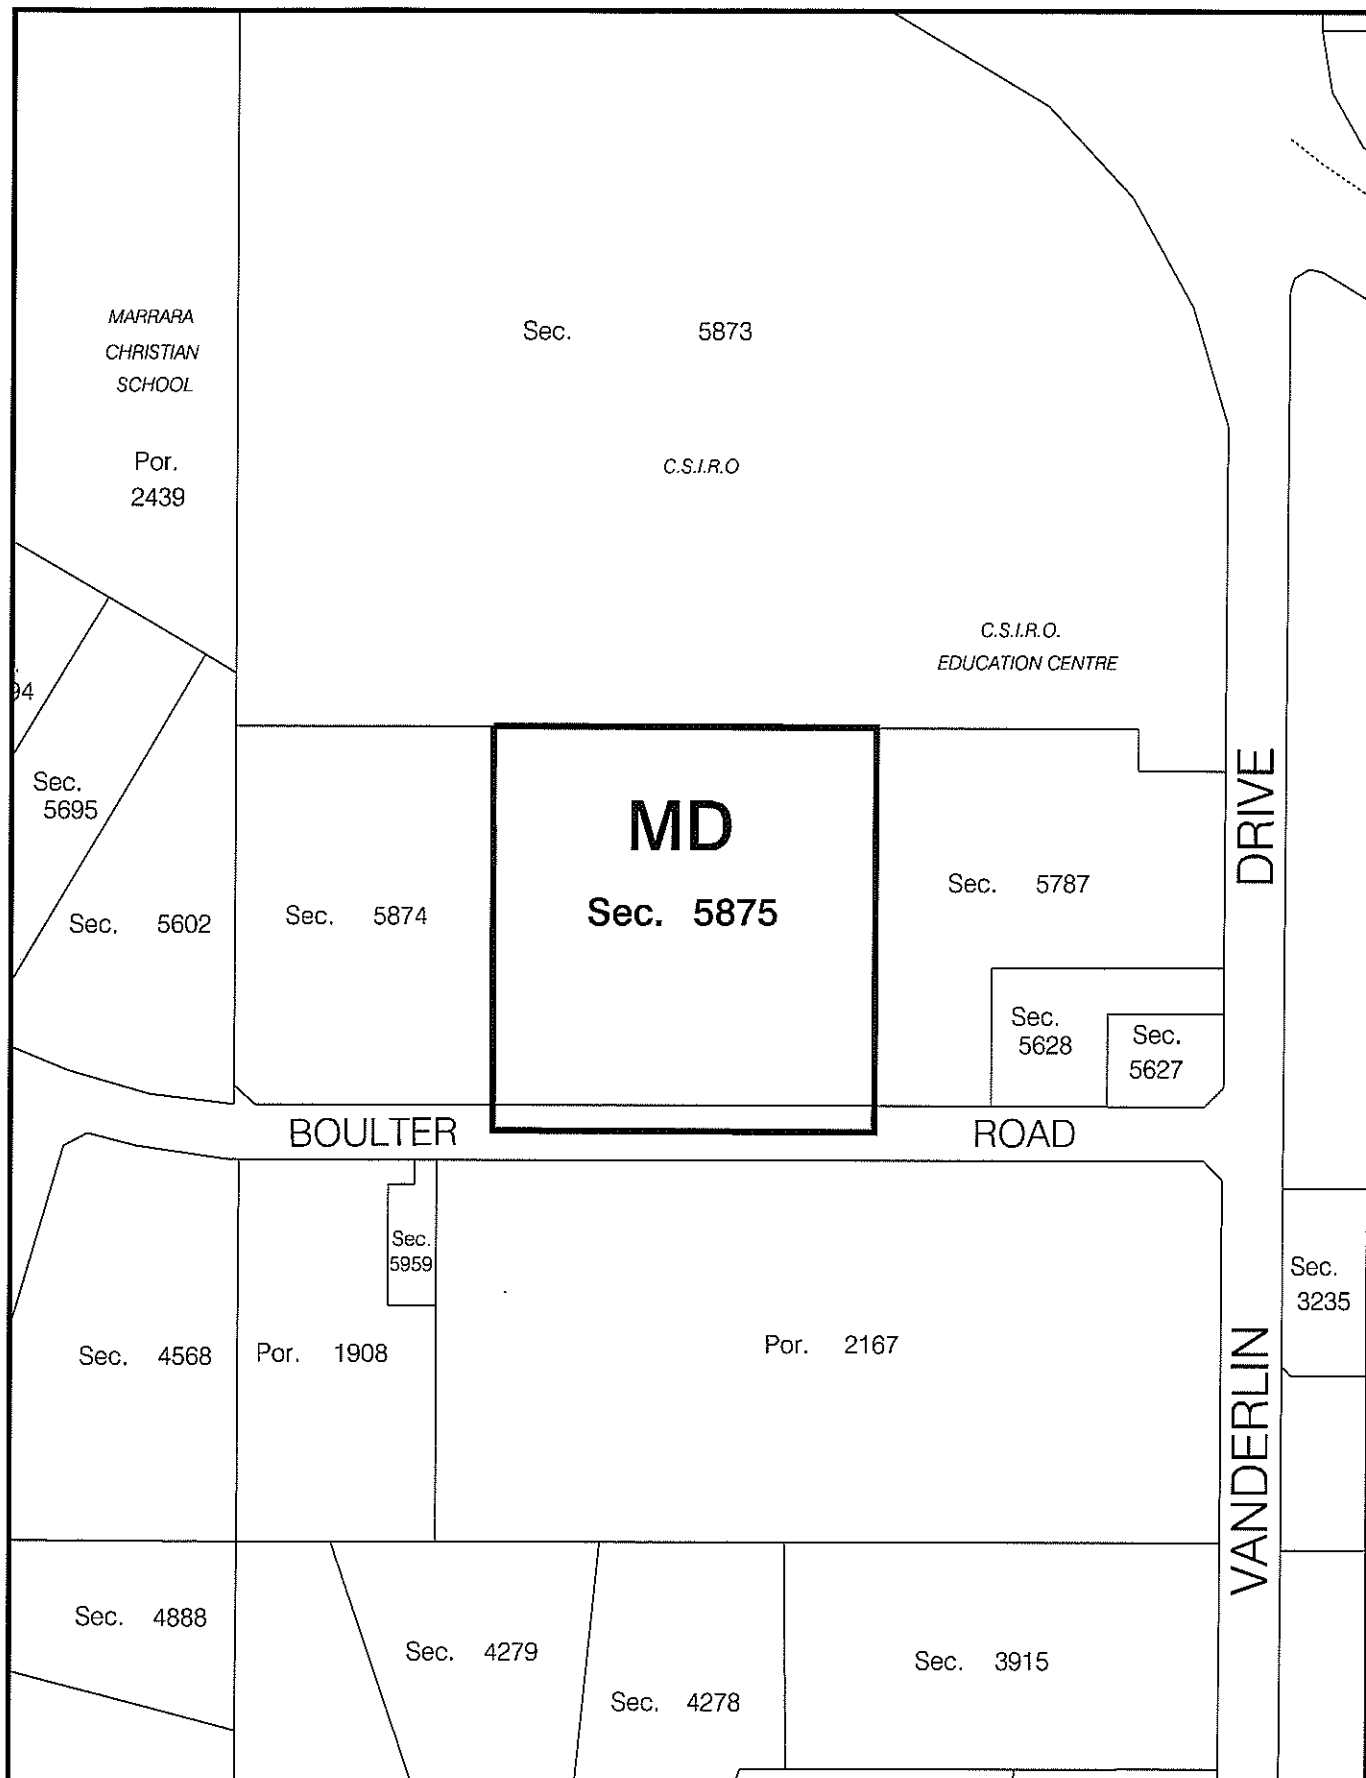 MARRARA
CHRISTIAN
SCHOOL
Por.
2439
Sec. 5873
C.S.I.R.O
C.S.I.R.O.
EDUCATION CENTRE
94
Sec.
5695
Sec. 5602
Sec. 5874
MD
Sec. 5875
Sec. 5787
Sec.
5628
Sec.
5627
DRIVE
BOULTER ROAD
Sec.
5959
Sec. 4568
Por. 1908
Por. 2167
Sec.
3235
VANDERLIN
Sec. 4888
Sec. 4279
Sec. 4278
Sec. 3915